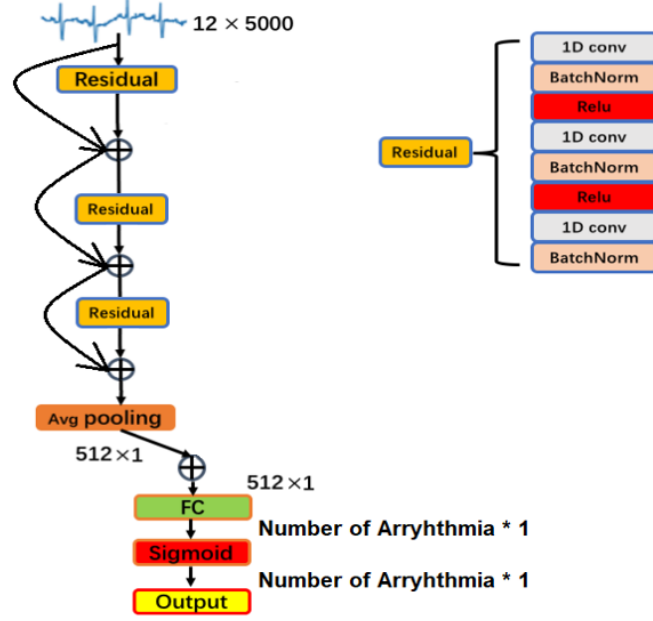 12 × 5000
Residual
Residual
Residual
Avg pooling
512×1
512×1
FC
Number of Arryhthmia * 1
Sigmoid
Number of Arryhthmia * 1
Output
Residual
1D conv
BatchNorm
Relu
1D conv
BatchNorm
Relu
1D conv
BatchNorm